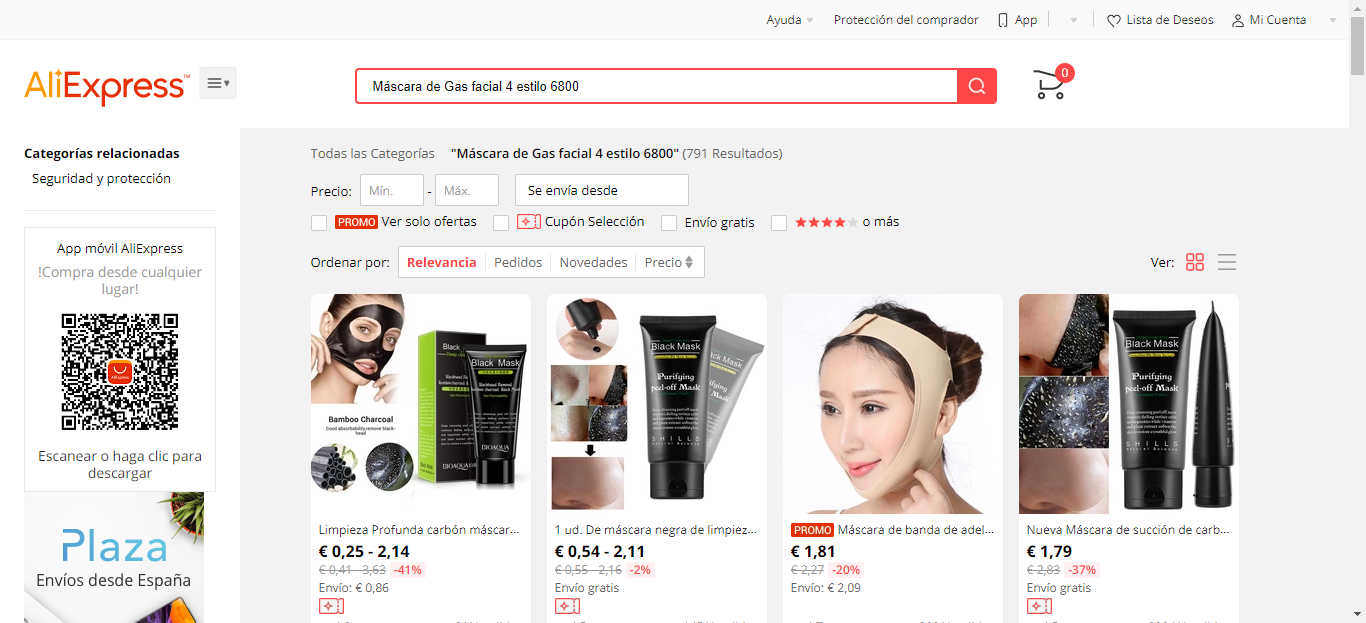 Ayuda Protección del comprador App Lista de Deseos Mi Cuenta
AliExpress™
Máscara de Gas facial 4 estilo 6800
0
Categorías relacionadas
Seguridad y protección
App móvil AliExpress
!Compra desde cualquier
lugar!
Escanear o haga clic para
descargar
Plaza
Envíos desde España
Todas las Categorías "Máscara de Gas facial 4 estilo 6800" (791 Resultados)
Precio: Mín. - Máx. Se envía desde
PROMO Ver solo ofertas Cupón Selección Envío gratis o más
Ordenar por: Relevancia Pedidos Novedades Precio
Ver:
Black Mask
Bamboo Charcoal
Good absorbability,remove black-
head
BIOAQUA
Limpieza Profunda carbón máscar...
€ 0,25 - 2,14
€ 0,41 - 3,63 -41%
Envío: € 0,86
Black Mask
Purifying
peel-off Mask
SHILLS
1 ud. De máscara negra de limpiez...
€ 0,54 - 2,11
€ 0,55 - 2,16 -2%
Envío gratis
PROMO Máscara de banda de adel...
€ 1,81
€ 2,27 -20%
Envío: € 2,09
Black Mask
Purifying
peel-off Mask
SHILLS
Natural Science
Nueva Máscara de succión de carb...
€ 1,79
€ 2,83 -37%
Envío gratis